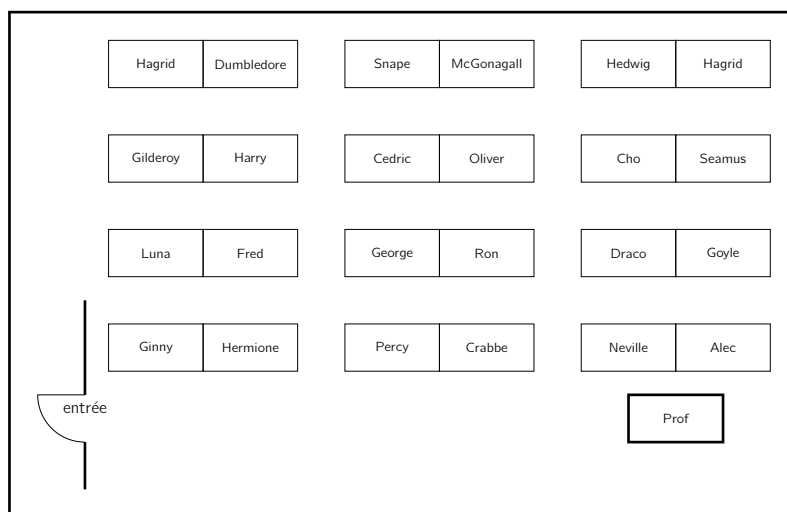 Hagrid Dumbledore Snape McGonagall Hedwig Hagrid
Gilderoy Harry Cedric Oliver Cho Seamus
Luna Fred George Ron Draco Goyle
Ginny Hermione Percy Crabbe Neville Alec
entrée
Prof